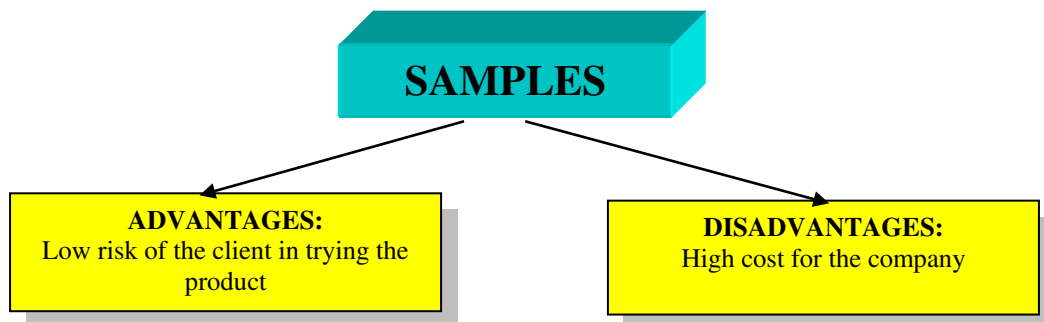 SAMPLES
ADVANTAGES:
Low risk of the client in trying the
product
DISADVANTAGES:
High cost for the company